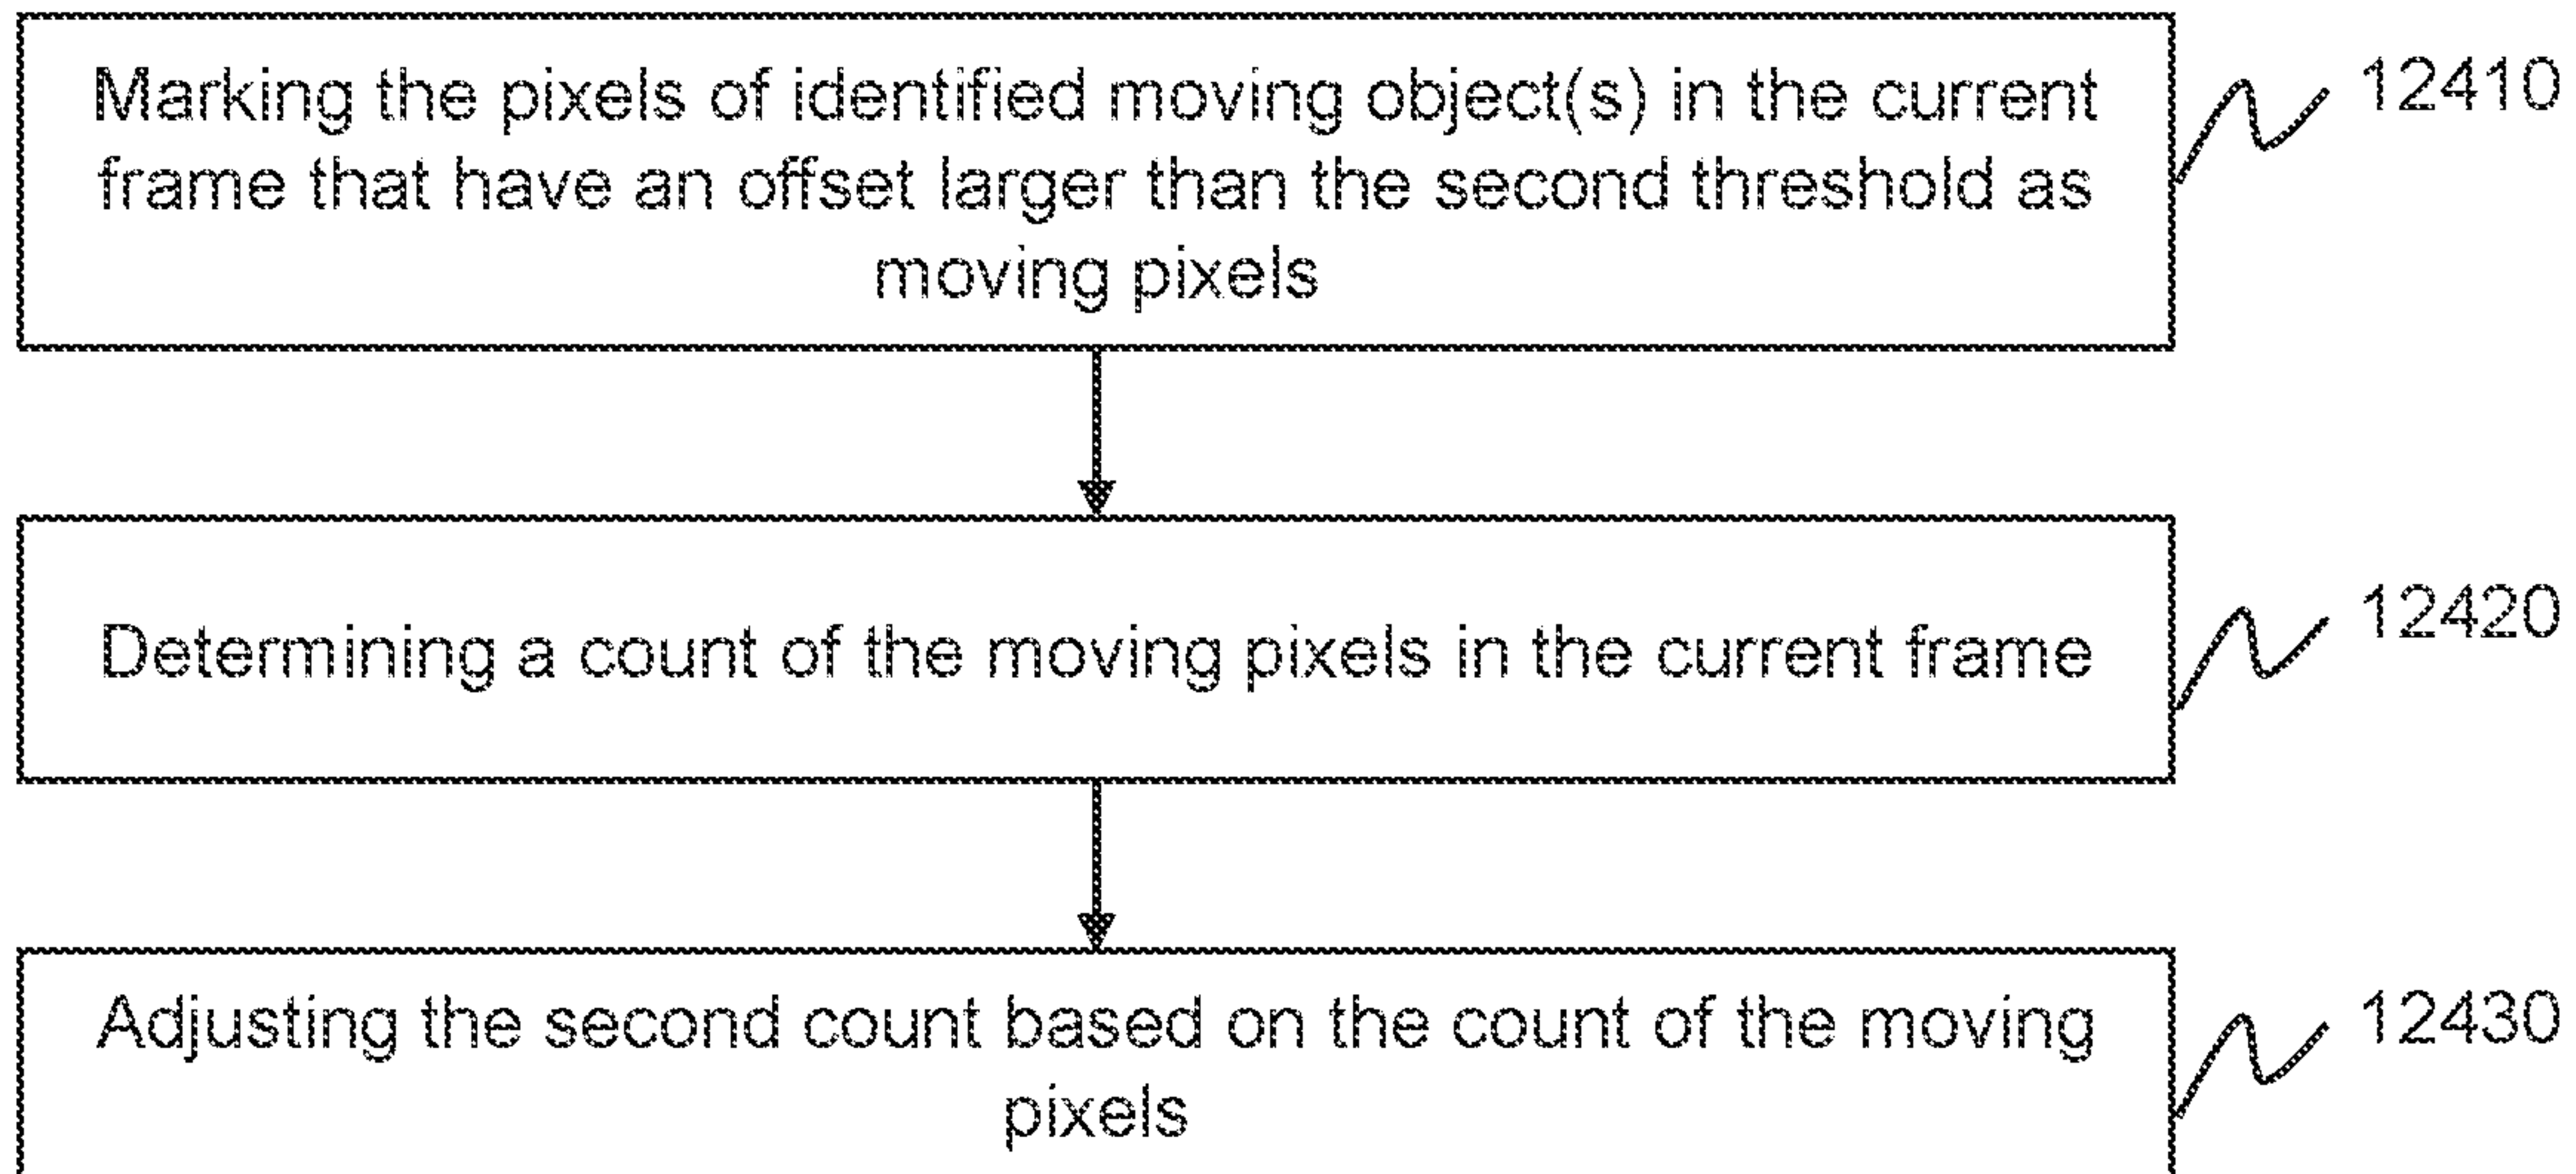 Marking the pixels of identified moving object(s) in the current
frame that have an offset larger than the second threshold as
moving pixels
12410
Determining a count of the moving pixels in the current frame
12420
Adjusting the second count based on the count of the moving
pixels
12430